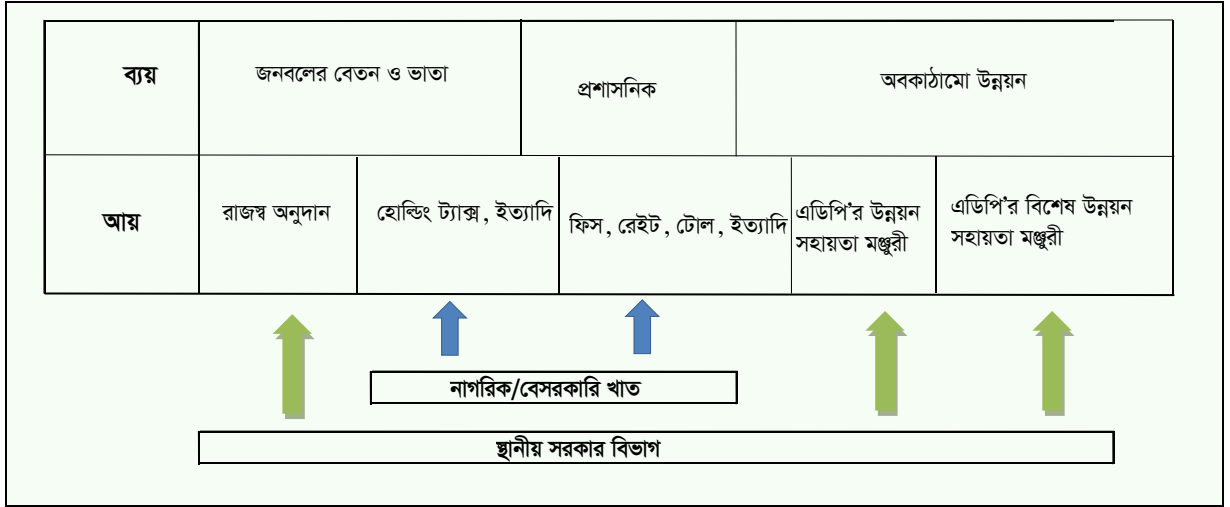 ব্যয়
জনবলের বেতন ও ভাতা
প্রশাসনিক
অবকাঠামো উন্নয়ন
আয়
রাজস্ব অনুদান
হোল্ডিং ট্যাক্স, ইত্যাদি
ফিস, রেইট, টোল, ইত্যাদি
এডিপি’র উন্নয়ন
সহায়তা মঞ্জুরী
এডিপি’র বিশেষ উন্নয়ন
সহায়তা মঞ্জুরী
নাগরিক/বেসরকারি খাত
স্থানীয় সরকার বিভাগ